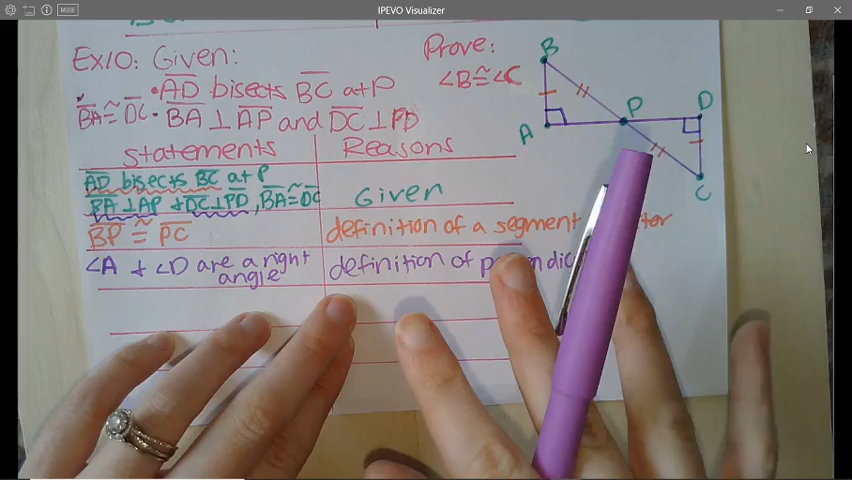 IPEVO Visualizer
MODE
Ex10: Given:
• AD bisects BC at P
BA ≅ DC • BA ⊥ AP and DC ⊥ PD
Prove:
∠B ≅ ∠C
B
A
P
D
C
statements
Reasons
AD bisects BC at P
BA ⊥ AP + DC ⊥ PD, BA ≅ DC
Given
BP ≅ PC
definition of a segment
∠A + ∠D are a right
angle
definition of